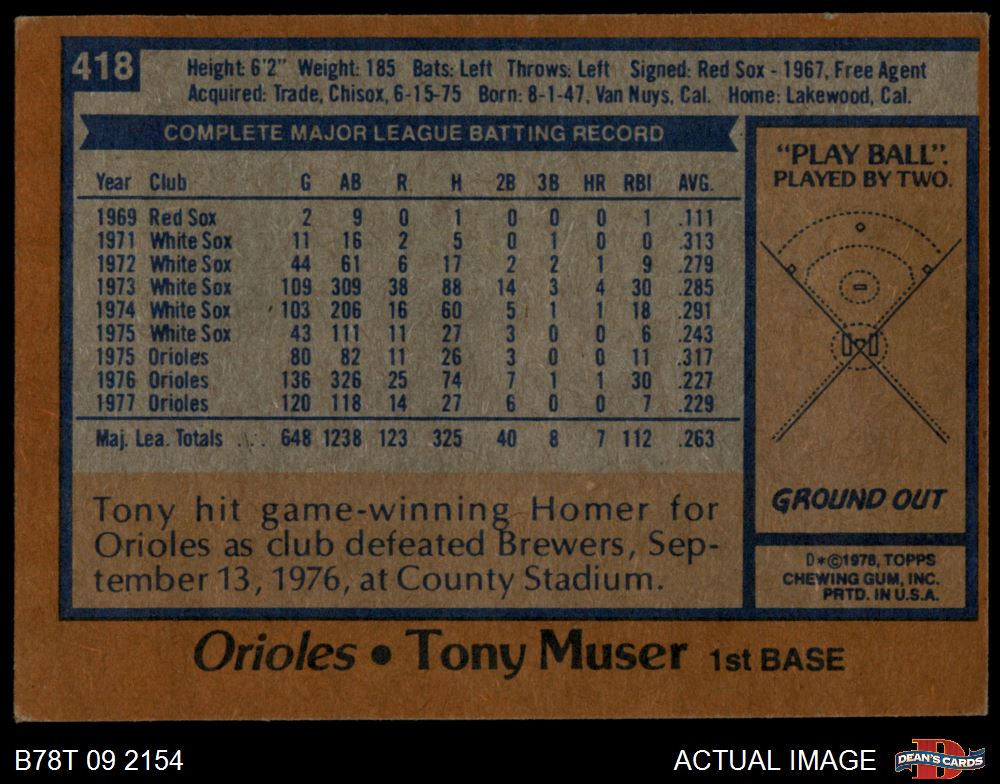 418
Height: 6'2" Weight: 185 Bats: Left Throws: Left Signed: Red Sox - 1967, Free Agent
Acquired: Trade, Chisox, 6-15-75 Born: 8-1-47, Van Nuys, Cal. Home: Lakewood, Cal.
COMPLETE MAJOR LEAGUE BATTING RECORD
Year Club G AB R H 2B 3B HR RBI AVG.
1969 Red Sox 2 9 0 1 0 0 0 1 .111
1971 White Sox 11 16 2 5 0 1 0 0 .313
1972 White Sox 44 61 6 17 2 2 1 9 .279
1973 White Sox 109 309 38 88 14 3 4 30 .285
1974 White Sox 103 206 16 60 5 1 1 18 .291
1975 White Sox 43 111 11 27 3 0 0 6 .243
1975 Orioles 80 82 11 26 3 0 0 11 .317
1976 Orioles 136 326 25 74 7 1 1 30 .227
1977 Orioles 120 118 14 27 6 0 0 7 .229
Maj. Lea. Totals .... 648 1238 123 325 40 8 7 112 .263
Tony hit game-winning Homer for
Orioles as club defeated Brewers, Sep-
tember 13, 1976, at County Stadium.
"PLAY BALL".
PLAYED BY TWO.
GROUND OUT
D*©1978, TOPPS
CHEWING GUM, INC.
PRTD. IN U.S.A.
Orioles • Tony Muser 1st BASE
B78T 09 2154
ACTUAL IMAGE
D
DEAN'S CARDS